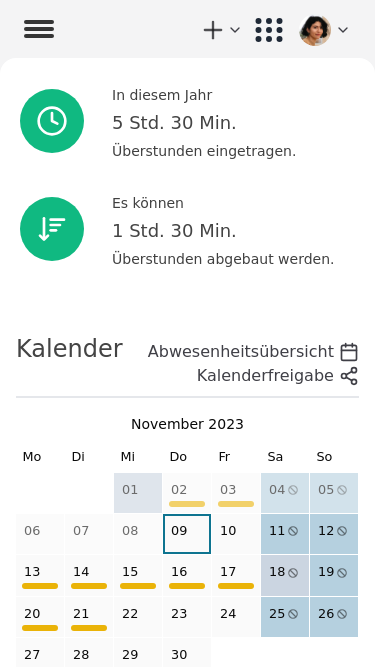 In diesem Jahr
5 Std. 30 Min.
Überstunden eingetragen.
Es können
1 Std. 30 Min.
Überstunden abgebaut werden.
Kalender
Abwesenheitsübersicht
Kalenderfreigabe
November 2023
Mo Di Mi Do Fr Sa So
01 02 03 04 05
06 07 08 09 10 11 12
13 14 15 16 17 18 19
20 21 22 23 24 25 26
27 28 29 30